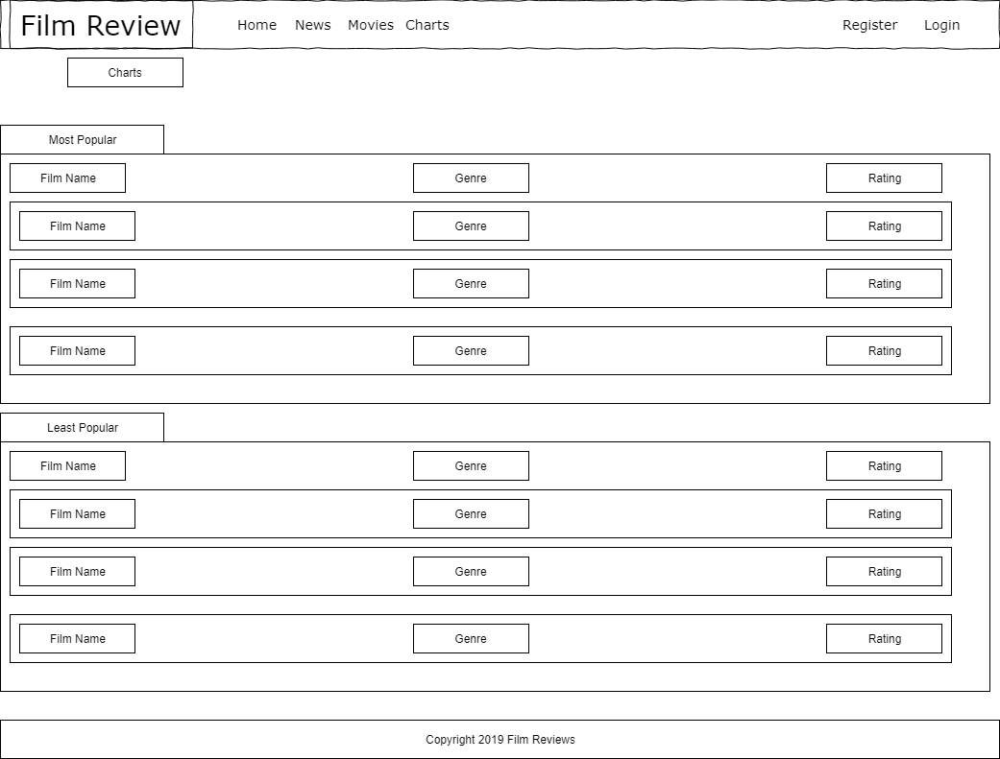 Film Review Home News Movies Charts Register Login
Charts
Most Popular
Film Name Genre Rating
Film Name Genre Rating
Film Name Genre Rating
Film Name Genre Rating
Least Popular
Film Name Genre Rating
Film Name Genre Rating
Film Name Genre Rating
Film Name Genre Rating
Copyright 2019 Film Reviews